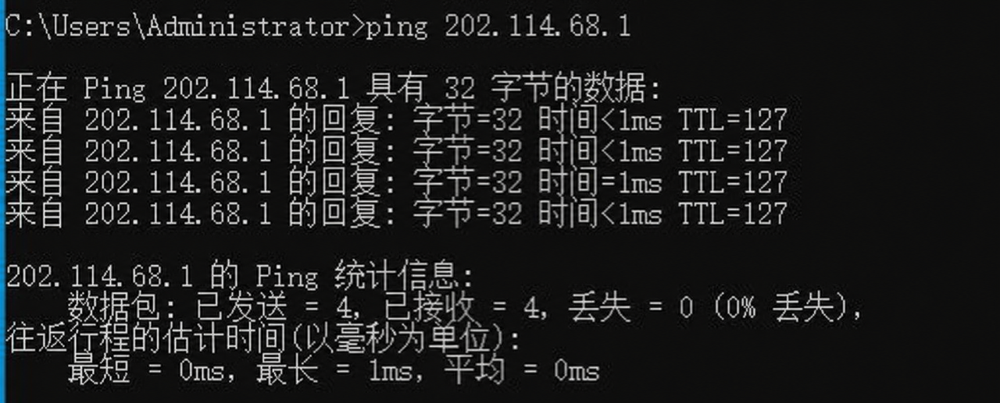 C:\Users\Administrator>ping 202.114.68.1
正在 Ping 202.114.68.1 具有 32 字节的数据:
来自 202.114.68.1 的回复: 字节=32 时间<1ms TTL=127
来自 202.114.68.1 的回复: 字节=32 时间<1ms TTL=127
来自 202.114.68.1 的回复: 字节=32 时间=1ms TTL=127
来自 202.114.68.1 的回复: 字节=32 时间<1ms TTL=127
202.114.68.1 的 Ping 统计信息:
数据包: 已发送 = 4, 已接收 = 4, 丢失 = 0 (0% 丢失),
往返行程的估计时间(以毫秒为单位):
最短 = 0ms, 最长 = 1ms, 平均 = 0ms